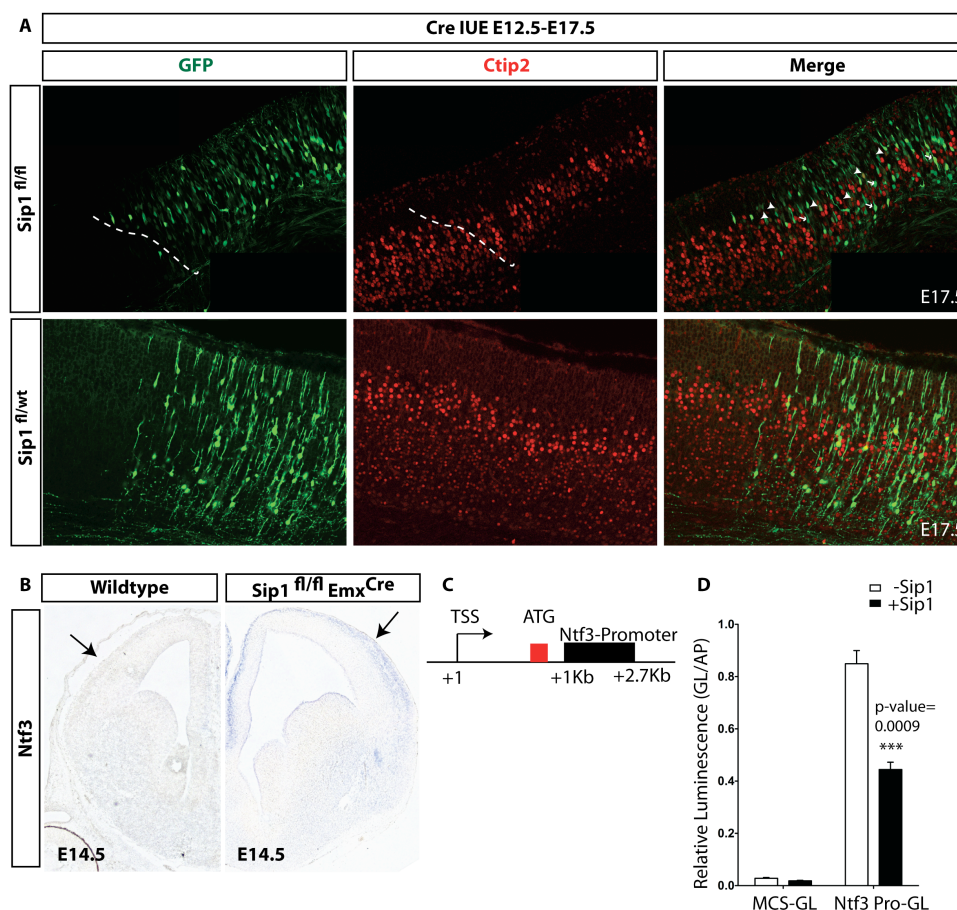 A
Cre IUE E12.5-E17.5
GFP
Ctip2
Merge
Sip1 fl/fl
E17.5
Sip1 fl/wt
E17.5
B
Wildtype
Sip1 fl/fl Emx Cre
Ntf3
E14.5
E14.5
C
TSS
ATG
Ntf3-Promoter
+1
+1Kb
+2.7Kb
D
-Sip1
+Sip1
Relative Luminescence (GL/AP)
1.0
0.8
0.6
0.4
0.2
0.0
p-value=
0.0009
***
MCS-GL
Ntf3 Pro-GL